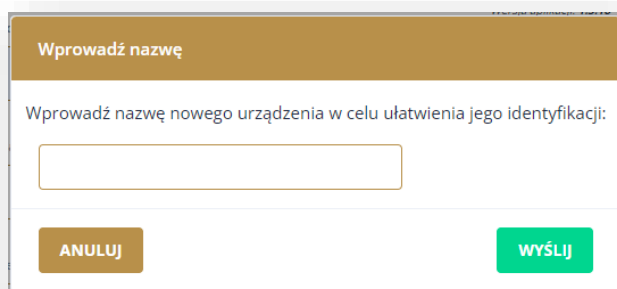 Wprowadź nazwę
Wprowadź nazwę nowego urządzenia w celu ułatwienia jego identyfikacji:
ANULUJ
WYŚLIJ